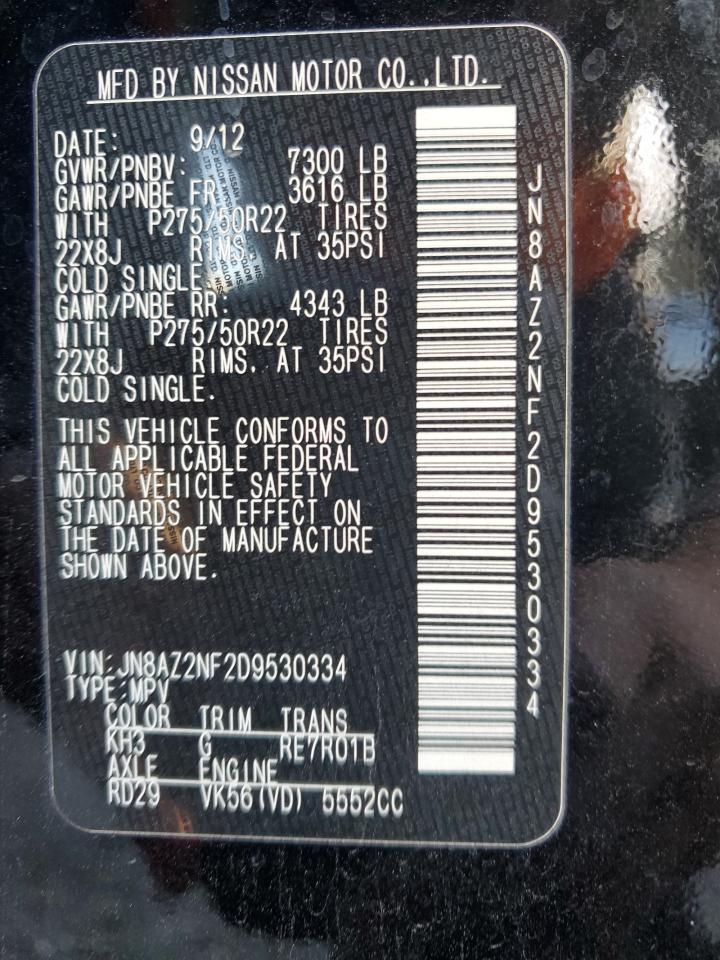 MFD BY NISSAN MOTOR CO.,LTD.
DATE: 9/12
GVWR/PNBV: 7300 LB
GAWR/PNBE FR: 3616 LB
WITH P275/50R22 TIRES
22X8J RIMS. AT 35PSI
COLD SINGLE.
GAWR/PNBE RR: 4343 LB
WITH P275/50R22 TIRES
22X8J RIMS. AT 35PSI
COLD SINGLE.
THIS VEHICLE CONFORMS TO
ALL APPLICABLE FEDERAL
MOTOR VEHICLE SAFETY
STANDARDS IN EFFECT ON
THE DATE OF MANUFACTURE
SHOWN ABOVE.
VIN:JN8AZ2NF2D9530334
TYPE:MPV
COLOR TRIM TRANS
KH3 G RE7R01B
AXLE ENGINE
RD29 VK56(VD) 5552CC
JN8AZ2NF2D9530334